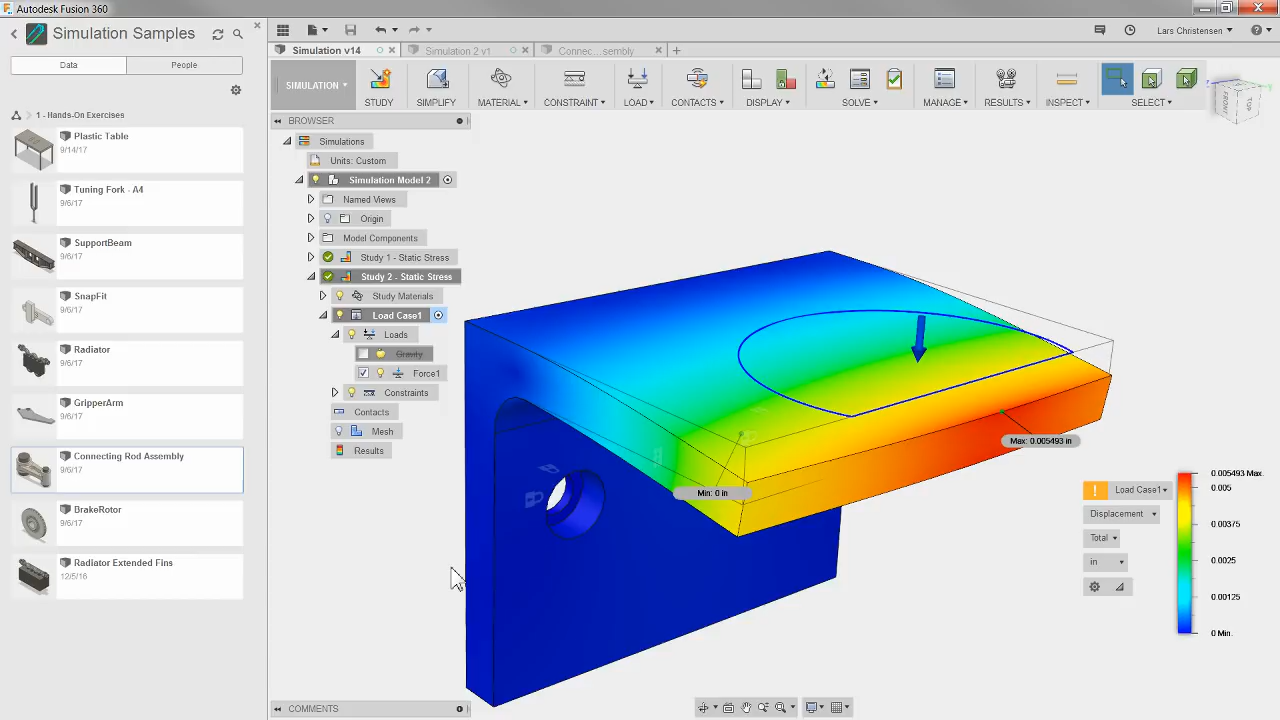 Autodesk Fusion 360
Simulation Samples
Data
People
1 - Hands-On Exercises
Plastic Table
9/14/17
Tuning Fork - A4
9/6/17
SupportBeam
9/6/17
SnapFit
9/6/17
Radiator
9/6/17
GripperArm
9/6/17
Connecting Rod Assembly
9/6/17
BrakeRotor
9/6/17
Radiator Extended Fins
12/5/16
Lars Christensen
Simulation v14
Simulation 2 v1
Connec...sembly
SIMULATION
STUDY
SIMPLIFY
MATERIAL
CONSTRAINT
LOAD
CONTACTS
DISPLAY
SOLVE
MANAGE
RESULTS
INSPECT
SELECT
FRONT
TOP
BROWSER
Simulations
Units: Custom
Simulation Model 2
Named Views
Origin
Model Components
Study 1 - Static Stress
Study 2 - Static Stress
Study Materials
Load Case1
Loads
Gravity
Force1
Constraints
Contacts
Mesh
Results
Max: 0.005493 in
Min: 0 in
Load Case1
Displacement
Total
in
0.005493 Max.
0.005
0.00375
0.0025
0.00125
0 Min.
COMMENTS